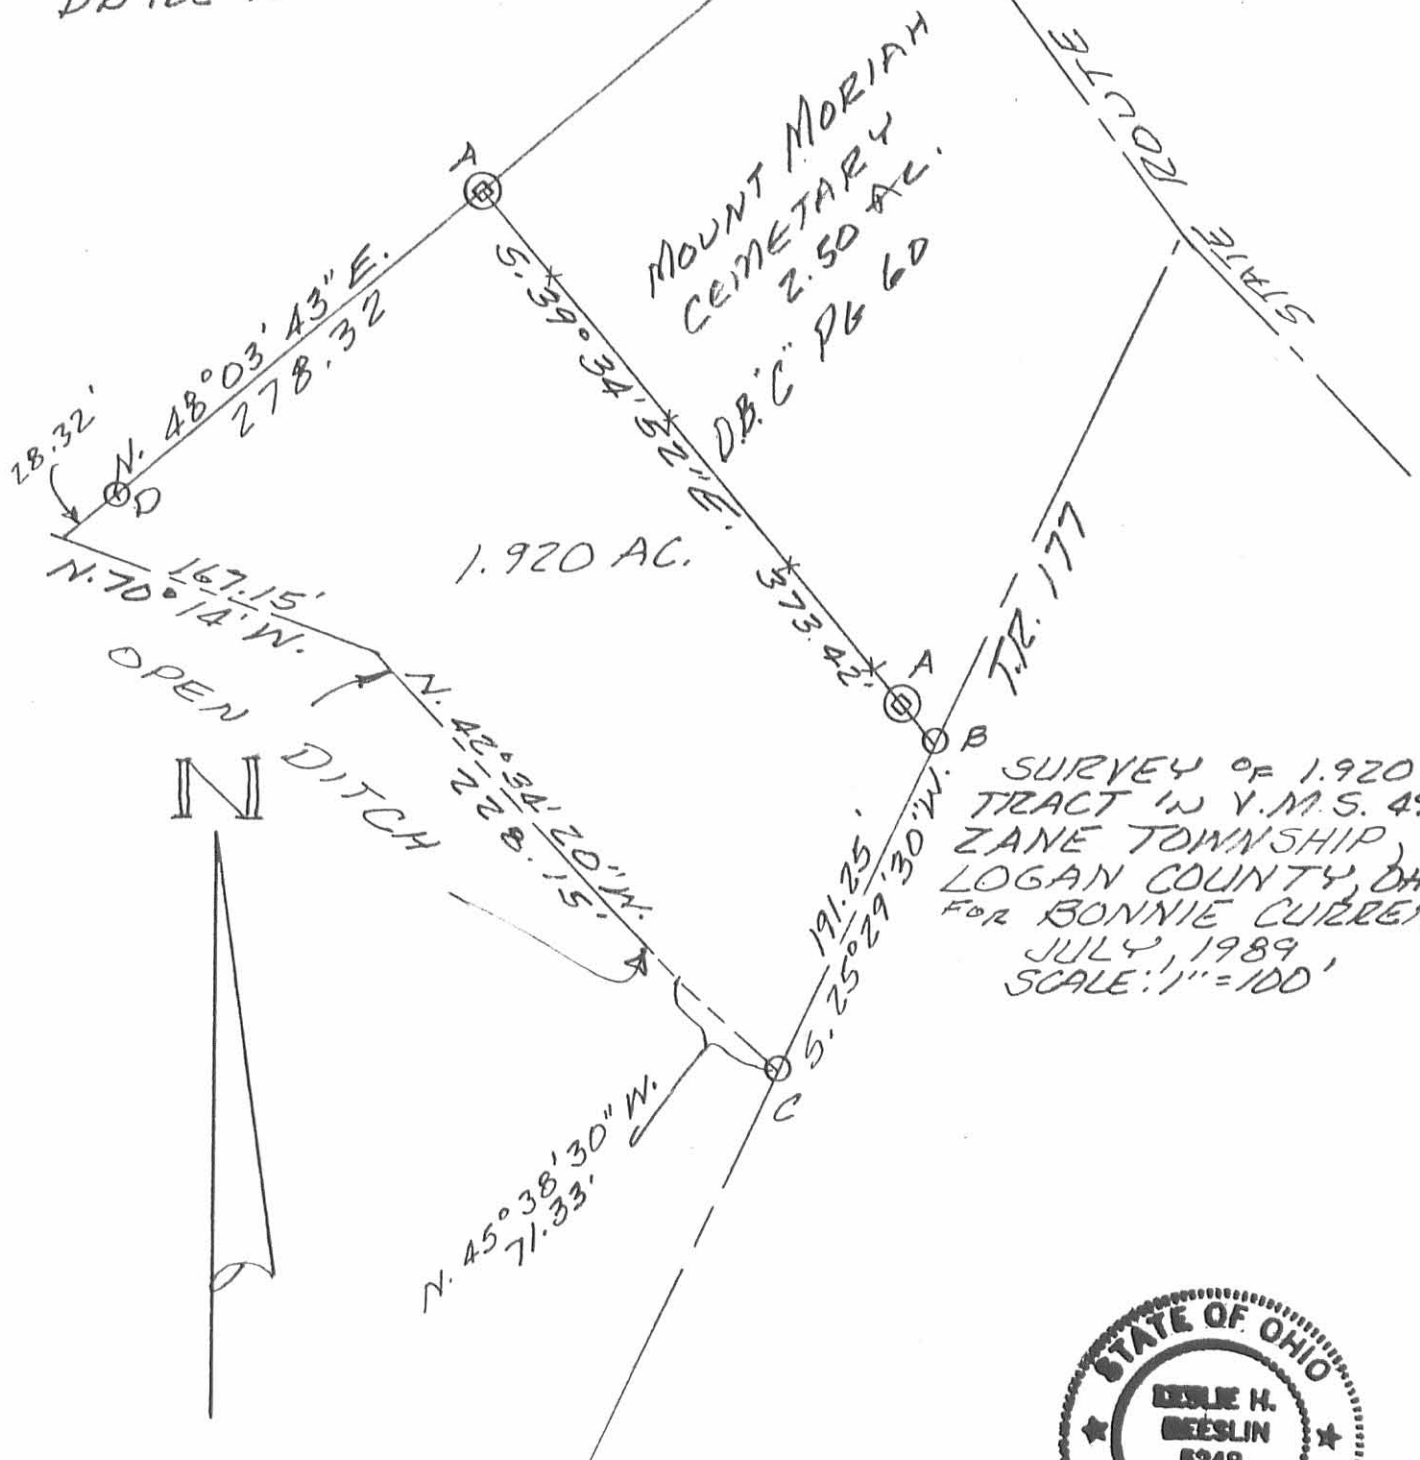 A
MOUNT MORIAH
CEMETARY
2.50 AC.
D.B. "C" PG 60
STATE ROUTE
N. 48°03'43"E.
278.32
28.32'
D
S. 39°34'52"E.
373.42'
1.920 AC.
167.15'
N. 70°14' W.
OPEN DITCH
N. 42°34'20"W.
228.15'
N
A
B
T.R. 177
191.25'
S. 25°29'30"W.
C
N. 45°38'30"W.
71.33'
SURVEY OF 1.920
TRACT IN V.M.S.
ZANE TOWNSHIP,
LOGAN COUNTY,
FOR BONNIE
JULY, 1989
SCALE: 1"=100'
STATE OF OHIO
LESLIE H.